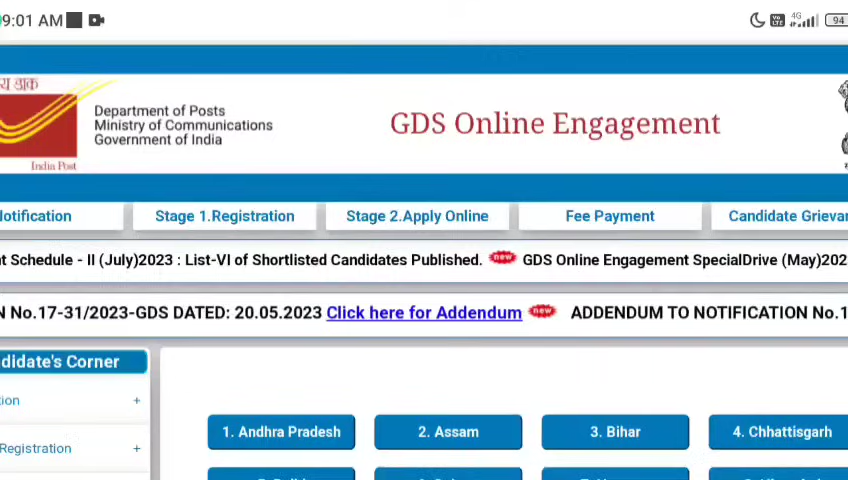 9:01 AM
4G
94
य डाक
Department of Posts
Ministry of Communications
Government of India
India Post
GDS Online Engagement
Stage 1.Registration
Stage 2.Apply Online
Fee Payment
Candidate
Schedule - II (July)2023 : List-VI of Shortlisted Candidates Published. new GDS Online Engagement SpecialDrive (May)202
No.17-31/2023-GDS DATED: 20.05.2023 Click here for Addendum new ADDENDUM TO NOTIFICATION No.1
didate's Corner
tion +
Registration +
1. Andhra Pradesh
2. Assam
3. Bihar
4. Chhattisgarh